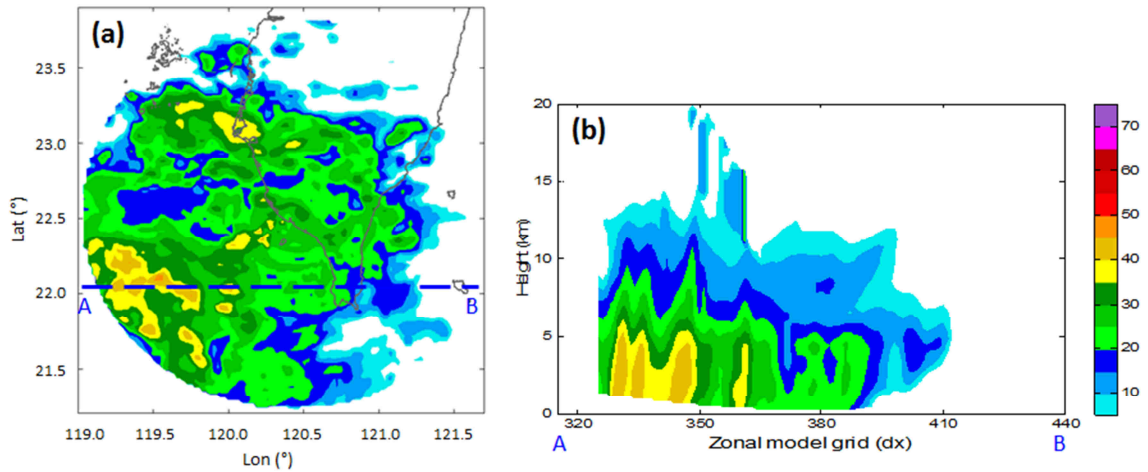 (a)
23.5
23.0
22.5
22.0
21.5
Lat (°)
A
B
119.0 119.5 120.0 120.5 121.0 121.5
Lon (°)
(b)
20
15
10
5
0
Height (km)
320 350 380 410 440
A
Zonal model grid (dx)
B
70
60
50
40
30
20
10